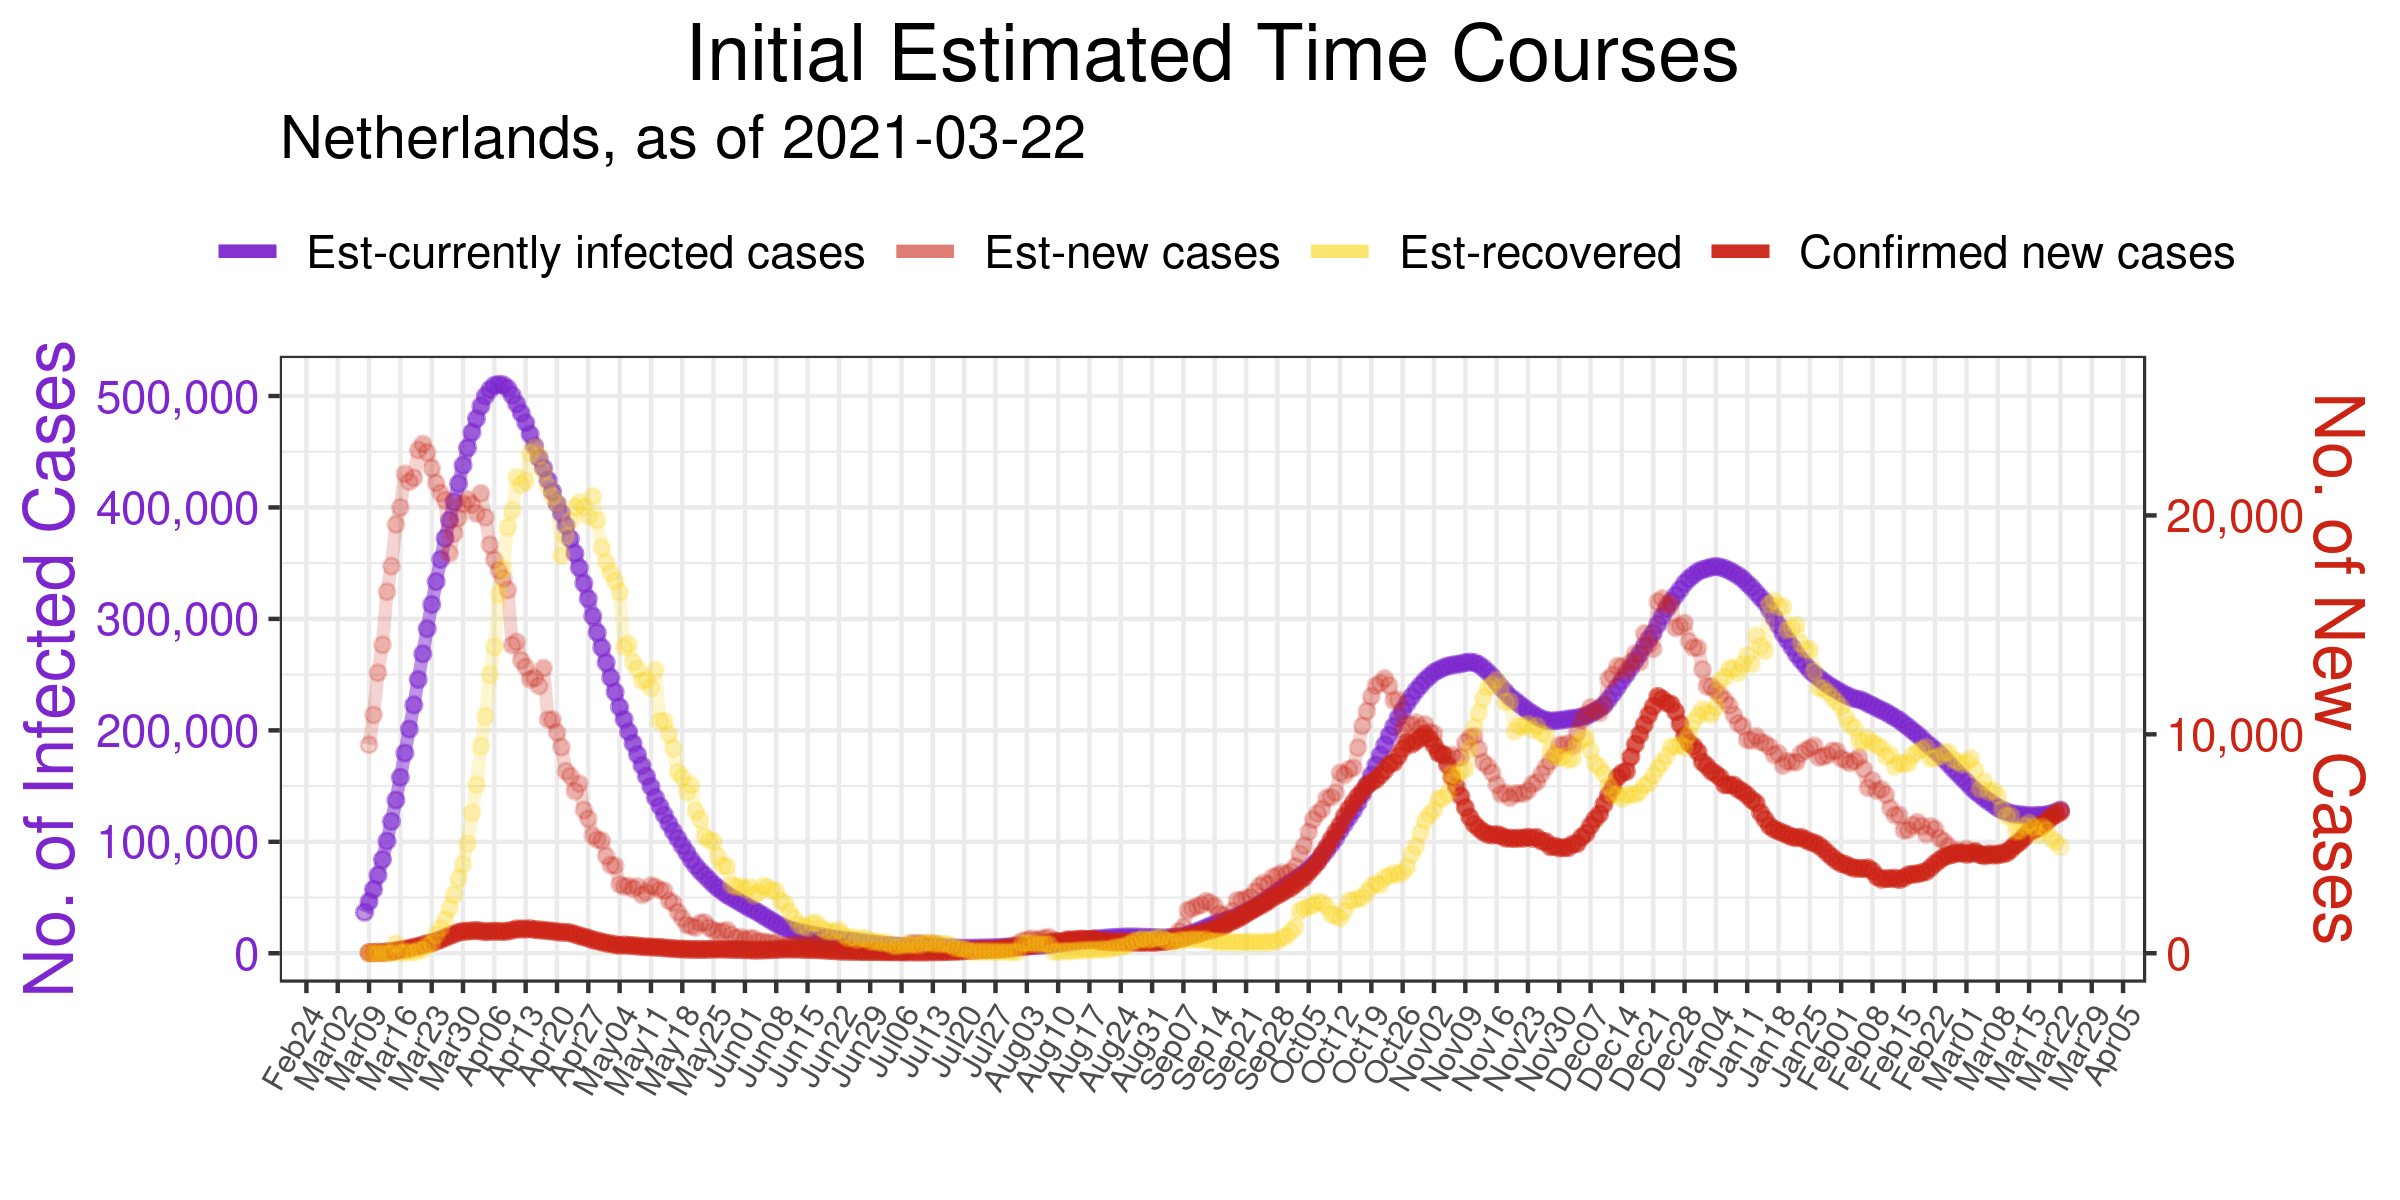 Initial Estimated Time Courses
Netherlands, as of 2021-03-22
Est-currently infected cases Est-new cases Est-recovered Confirmed new cases
No. of Infected Cases
500,000
400,000
300,000
200,000
100,000
0
20,000
10,000
0
No. of New Cases
Feb24 Mar02 Mar09 Mar16 Mar23 Mar30 Apr06 Apr13 Apr20 Apr27 May04 May11 May18 May25 Jun01 Jun08 Jun15 Jun22 Jun29 Jul06 Jul13 Jul20 Jul27 Aug03 Aug10 Aug17 Aug24 Aug31 Sep07 Sep14 Sep21 Sep28 Oct05 Oct12 Oct19 Oct26 Nov02 Nov09 Nov16 Nov23 Nov30 Dec07 Dec14 Dec21 Dec28 Jan04 Jan11 Jan18 Jan25 Feb01 Feb08 Feb15 Feb22 Mar01 Mar08 Mar15 Mar22 Mar29 Apr05